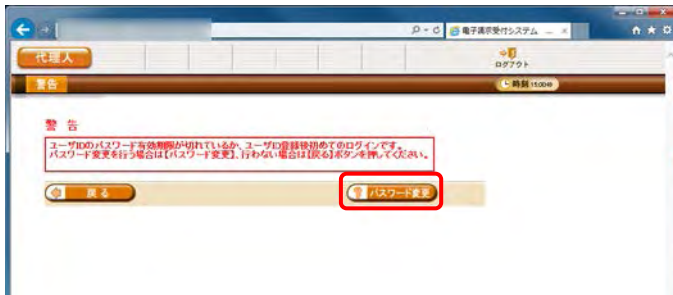 電子請求受付システム
代理人
ログアウト
警告
時刻 15:00:49
警 告
ユーザIDのパスワード有効期限が切れているか、ユーザID登録後初めてのログインです。
パスワード変更を行う場合は【パスワード変更】、行わない場合は【戻る】ボタンを押してください。
戻 る
パスワード変更